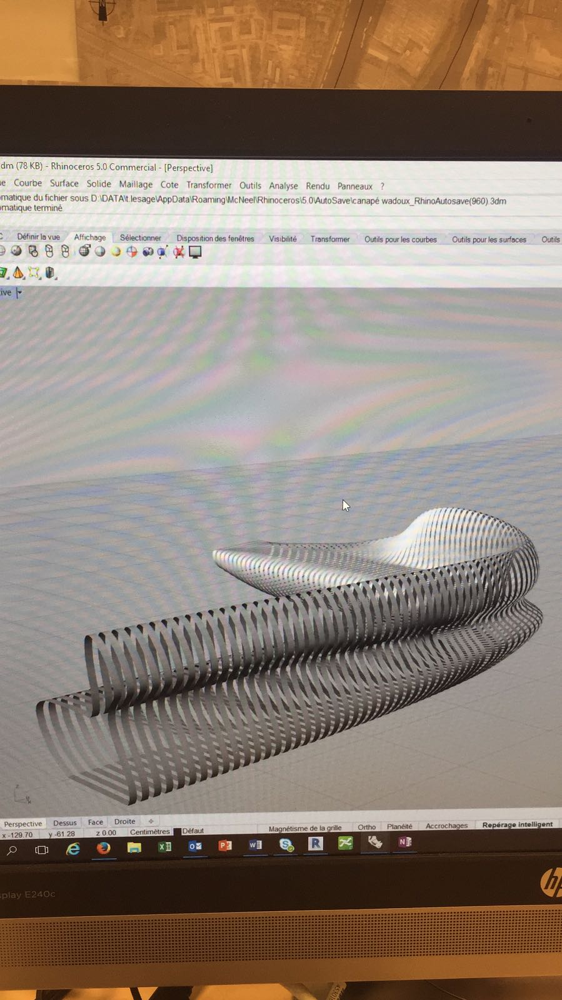 dm (78 KB) - Rhinoceros 5.0 Commercial - [Perspective]
ue Courbe Surface Solide Maillage Cote Transformer Outils Analyse Rendu Panneaux ?
omatique du fichier sous D:\DATA\t.lesage\AppData\Roaming\McNeel\Rhinoceros\5.0\AutoSave\canapé wadoux_RhinoAutosave(960).3dm
omatique terminé
C Définir la vue Affichage Sélectionner Disposition des fenêtres Visibilité Transformer Outils pour les courbes Outils pour les surfaces Outils
tive
z
Perspective Dessus Face Droite
x -129.70 y -61.28 z 0.00 Centimètres Défaut Magnétisme de la grille Ortho Planéité Accrochages Repérage intelligent
splay E240c
hp